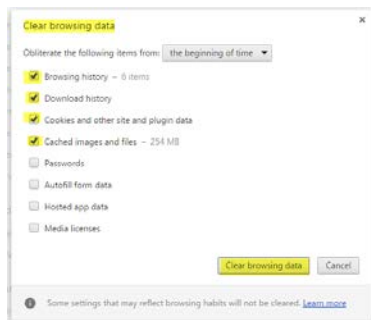 Clear browsing data
Obliterate the following items from: the beginning of time
Browsing history – 6 items
Download history
Cookies and other site and plugin data
Cached images and files – 254 MB
Passwords
Autofill form data
Hosted app data
Media licenses
Clear browsing data Cancel
Some settings that may reflect browsing habits will not be cleared. Learn more